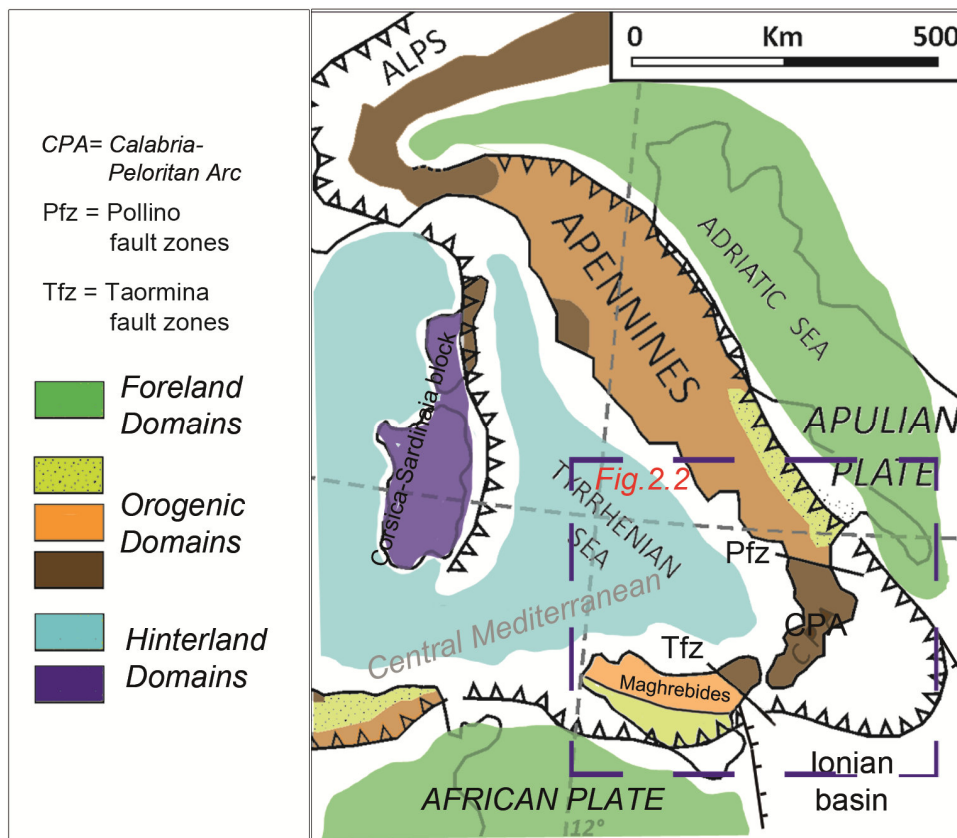 CPA= Calabria-
Peloritan Arc
Pfz = Pollino
fault zones
Tfz = Taormina
fault zones
Foreland
Domains
Orogenic
Domains
Hinterland
Domains
0 Km 500
ALPS
APENNINES
ADRIATIC SEA
APULIAN
PLATE
Corsica-Sardinaia block
Fig.2.2
TYRRHENIAN
SEA
Pfz
Central Mediterranean
CPA
Tfz
Maghrebides
Ionian
basin
AFRICAN PLATE
12°